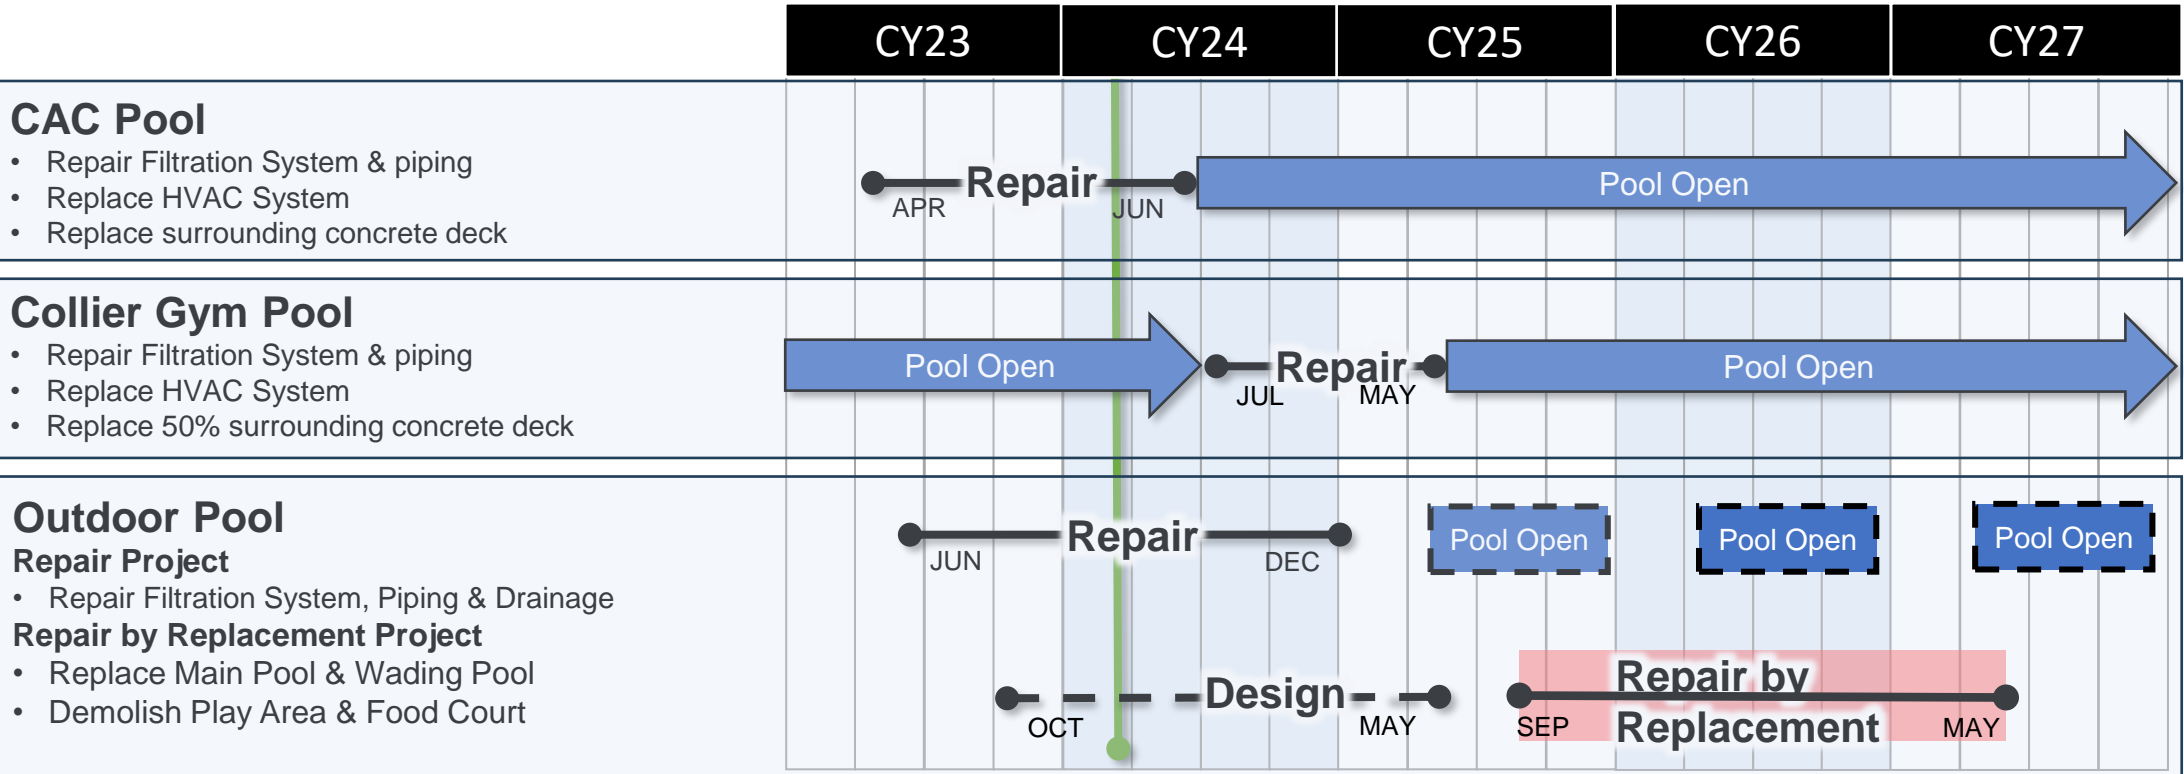 CY23 CY24 CY25 CY26 CY27
CAC Pool
• Repair Filtration System & piping
• Replace HVAC System
• Replace surrounding concrete deck
Repair
APR JUN
Pool Open
Collier Gym Pool
• Repair Filtration System & piping
• Replace HVAC System
• Replace 50% surrounding concrete deck
Pool Open
Repair
JUL MAY
Pool Open
Outdoor Pool
Repair Project
• Repair Filtration System, Piping & Drainage
Repair by Replacement Project
• Replace Main Pool & Wading Pool
• Demolish Play Area & Food Court
Repair
JUN DEC
Pool Open
Pool Open
Pool Open
Design
OCT MAY
Repair by
Replacement
SEP MAY